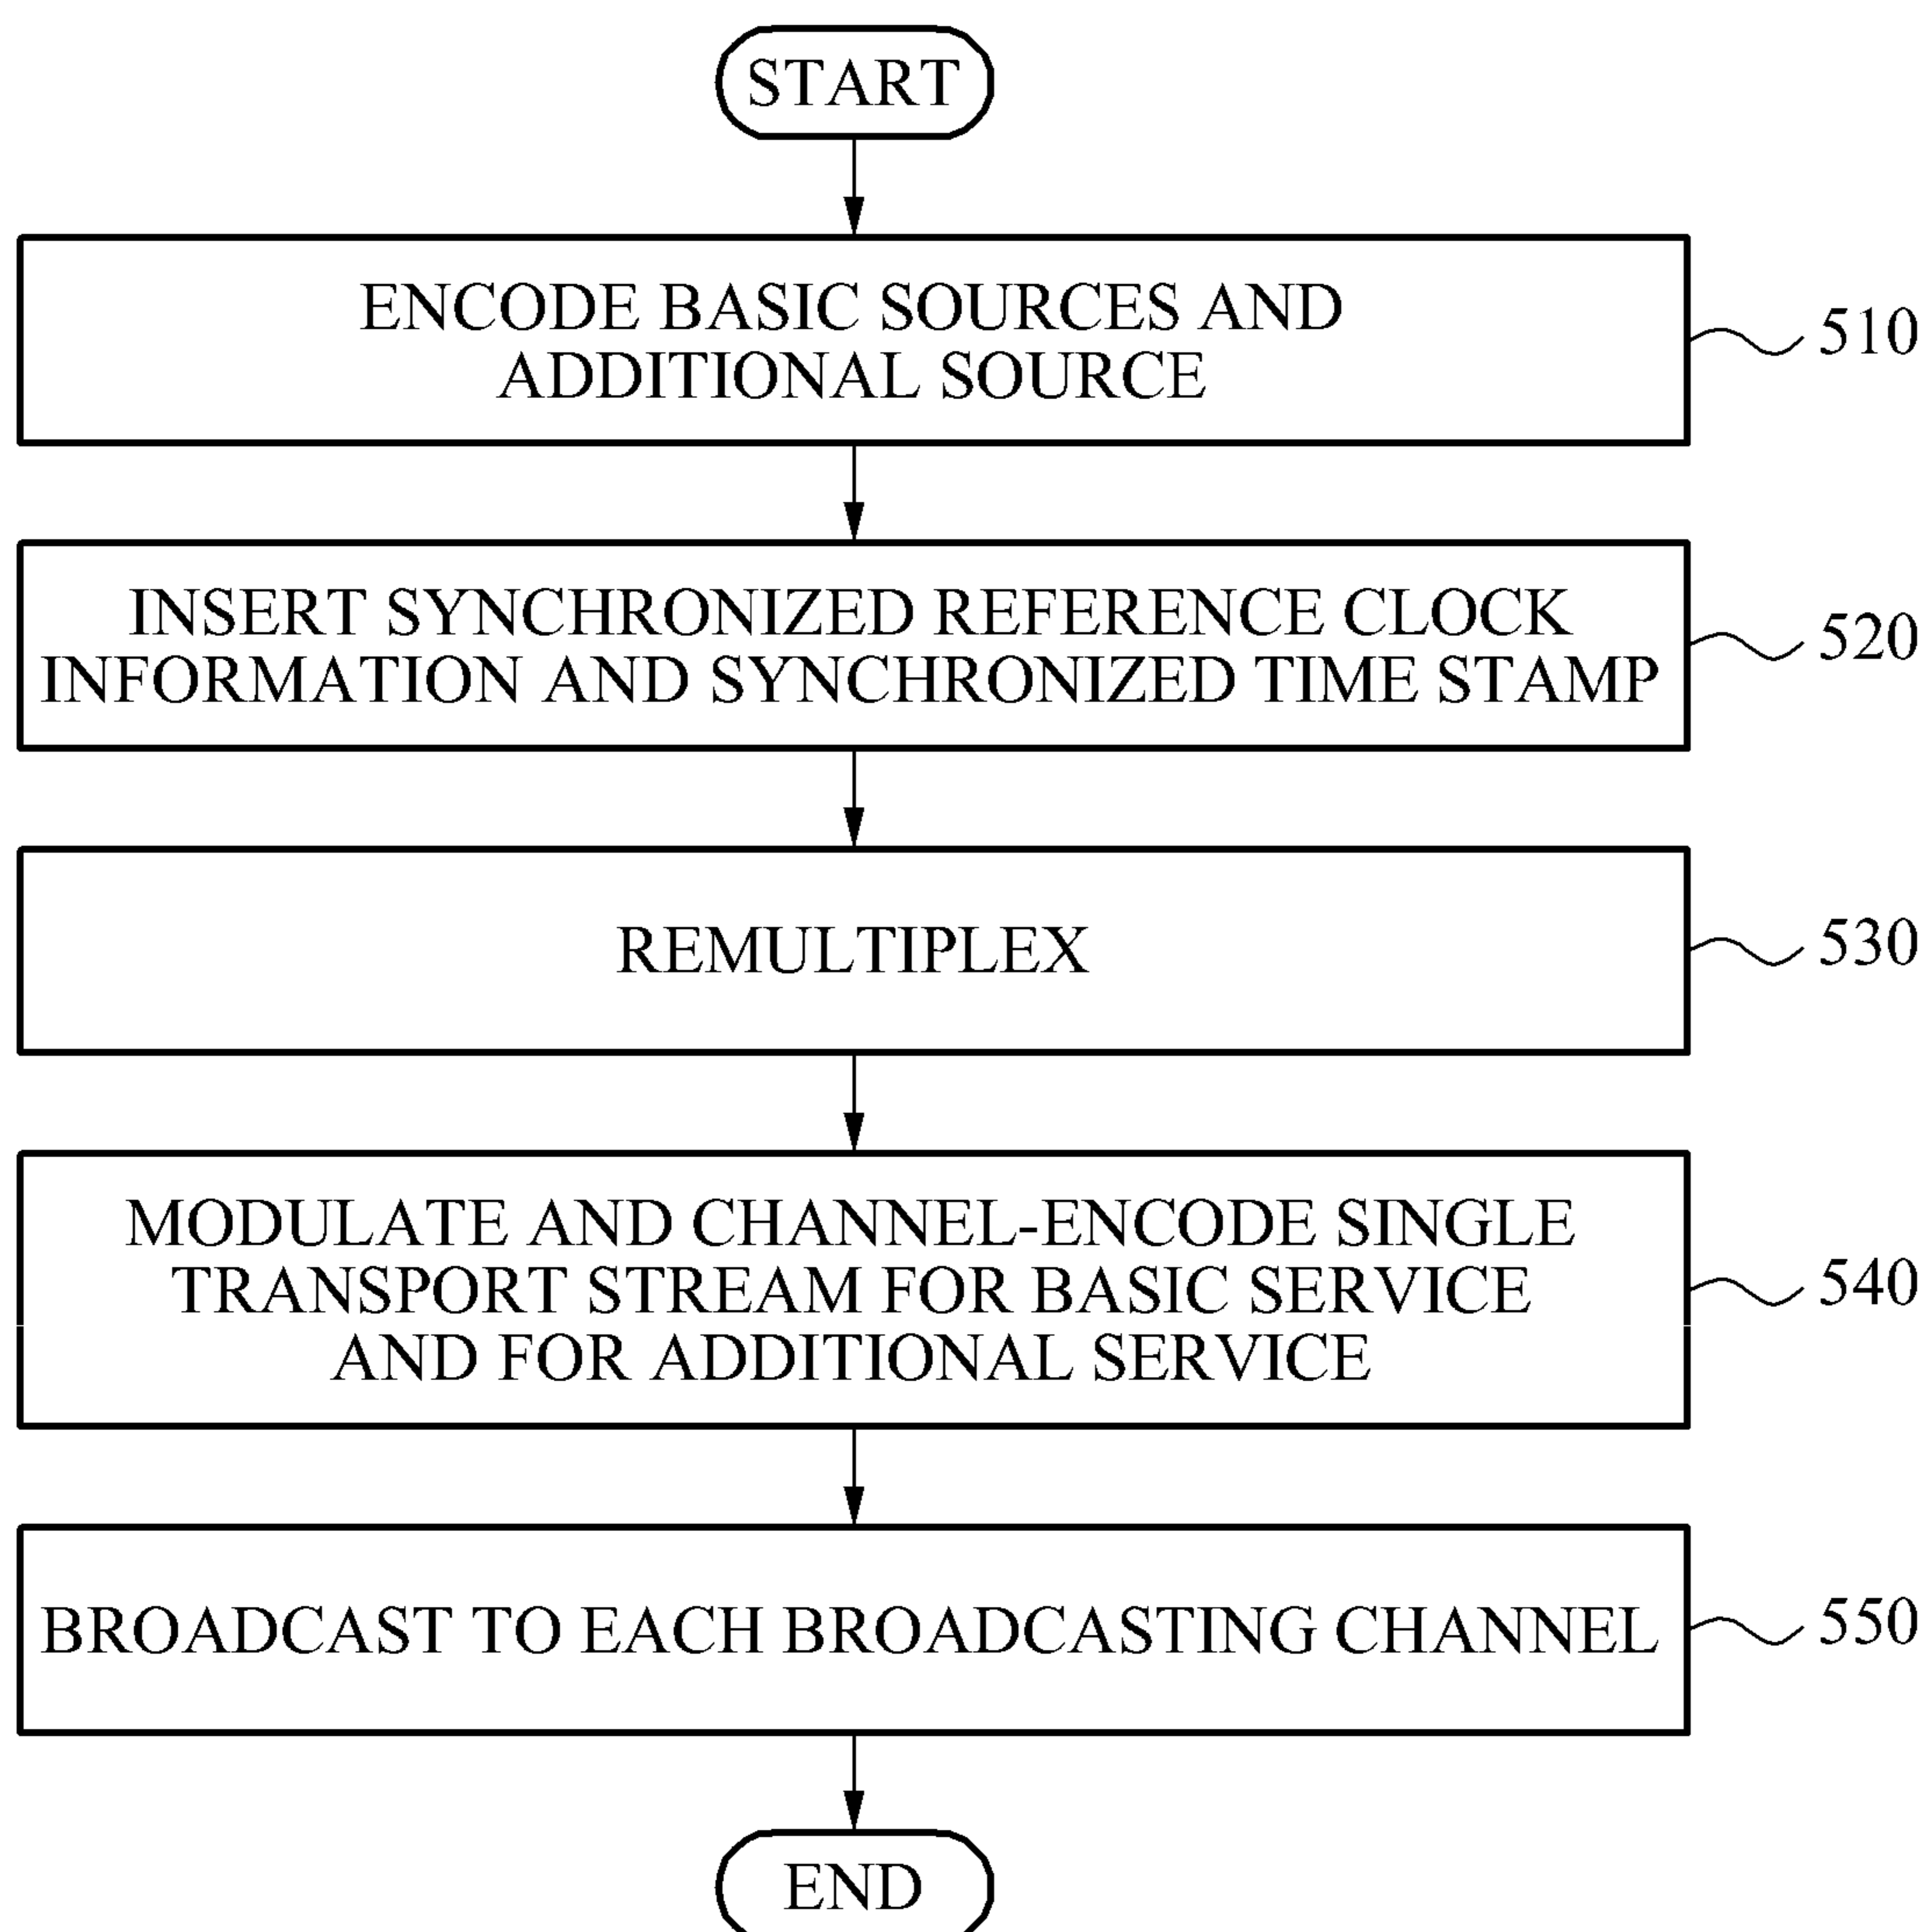 START
ENCODE BASIC SOURCES AND
ADDITIONAL SOURCE
510
INSERT SYNCHRONIZED REFERENCE CLOCK
INFORMATION AND SYNCHRONIZED TIME STAMP
520
REMULTIPLEX
530
MODULATE AND CHANNEL-ENCODE SINGLE
TRANSPORT STREAM FOR BASIC SERVICE
AND FOR ADDITIONAL SERVICE
540
BROADCAST TO EACH BROADCASTING CHANNEL
550
END